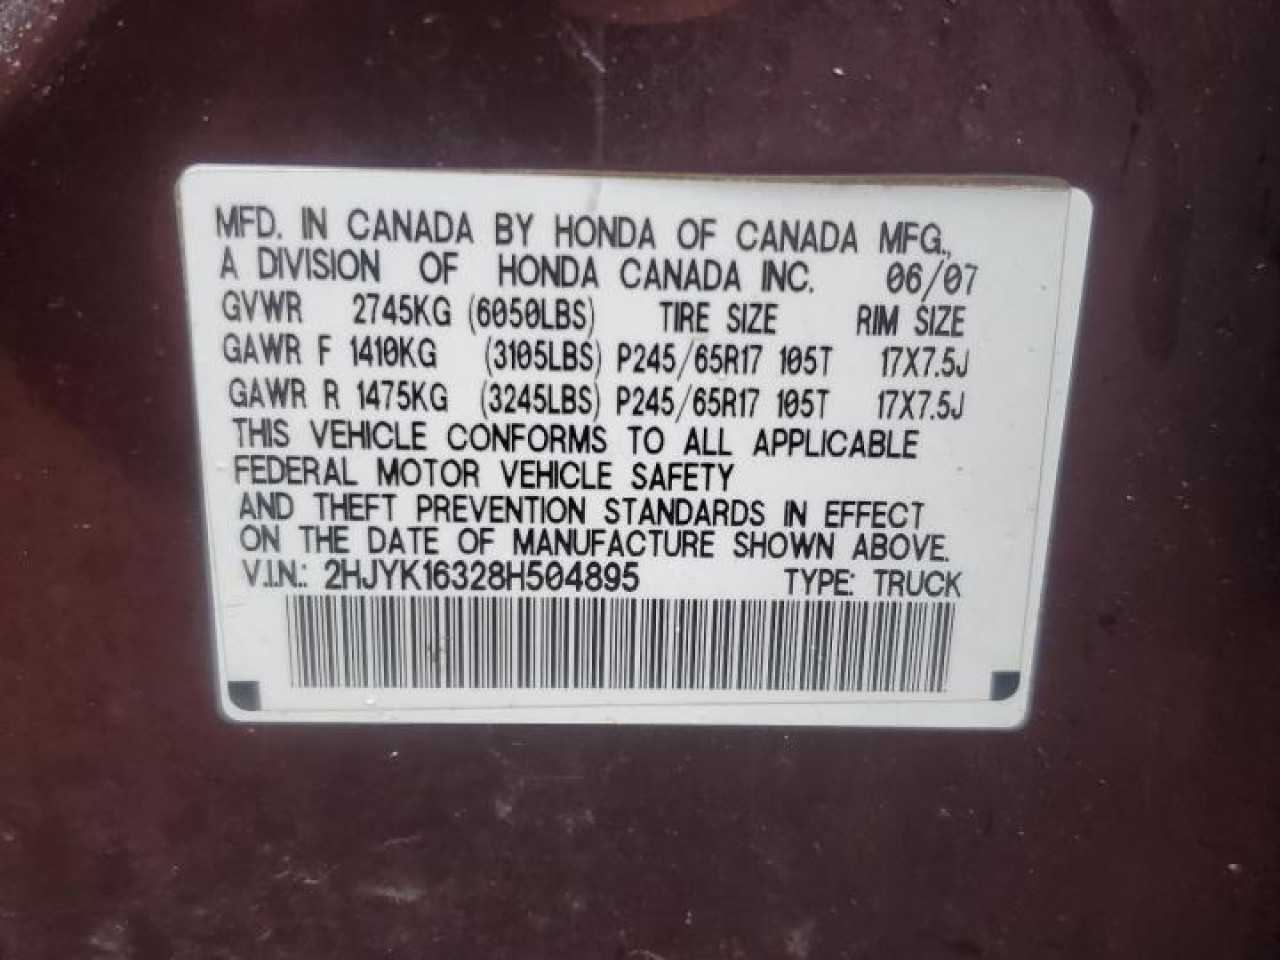 MFD. IN CANADA BY HONDA OF CANADA MFG.,
A DIVISION OF HONDA CANADA INC. 06/07
GVWR 2745KG (6050LBS) TIRE SIZE RIM SIZE
GAWR F 1410KG (3105LBS) P245/65R17 105T 17X7.5J
GAWR R 1475KG (3245LBS) P245/65R17 105T 17X7.5J
THIS VEHICLE CONFORMS TO ALL APPLICABLE
FEDERAL MOTOR VEHICLE SAFETY
AND THEFT PREVENTION STANDARDS IN EFFECT
ON THE DATE OF MANUFACTURE SHOWN ABOVE.
V.I.N.: 2HJYK16328H504895 TYPE: TRUCK